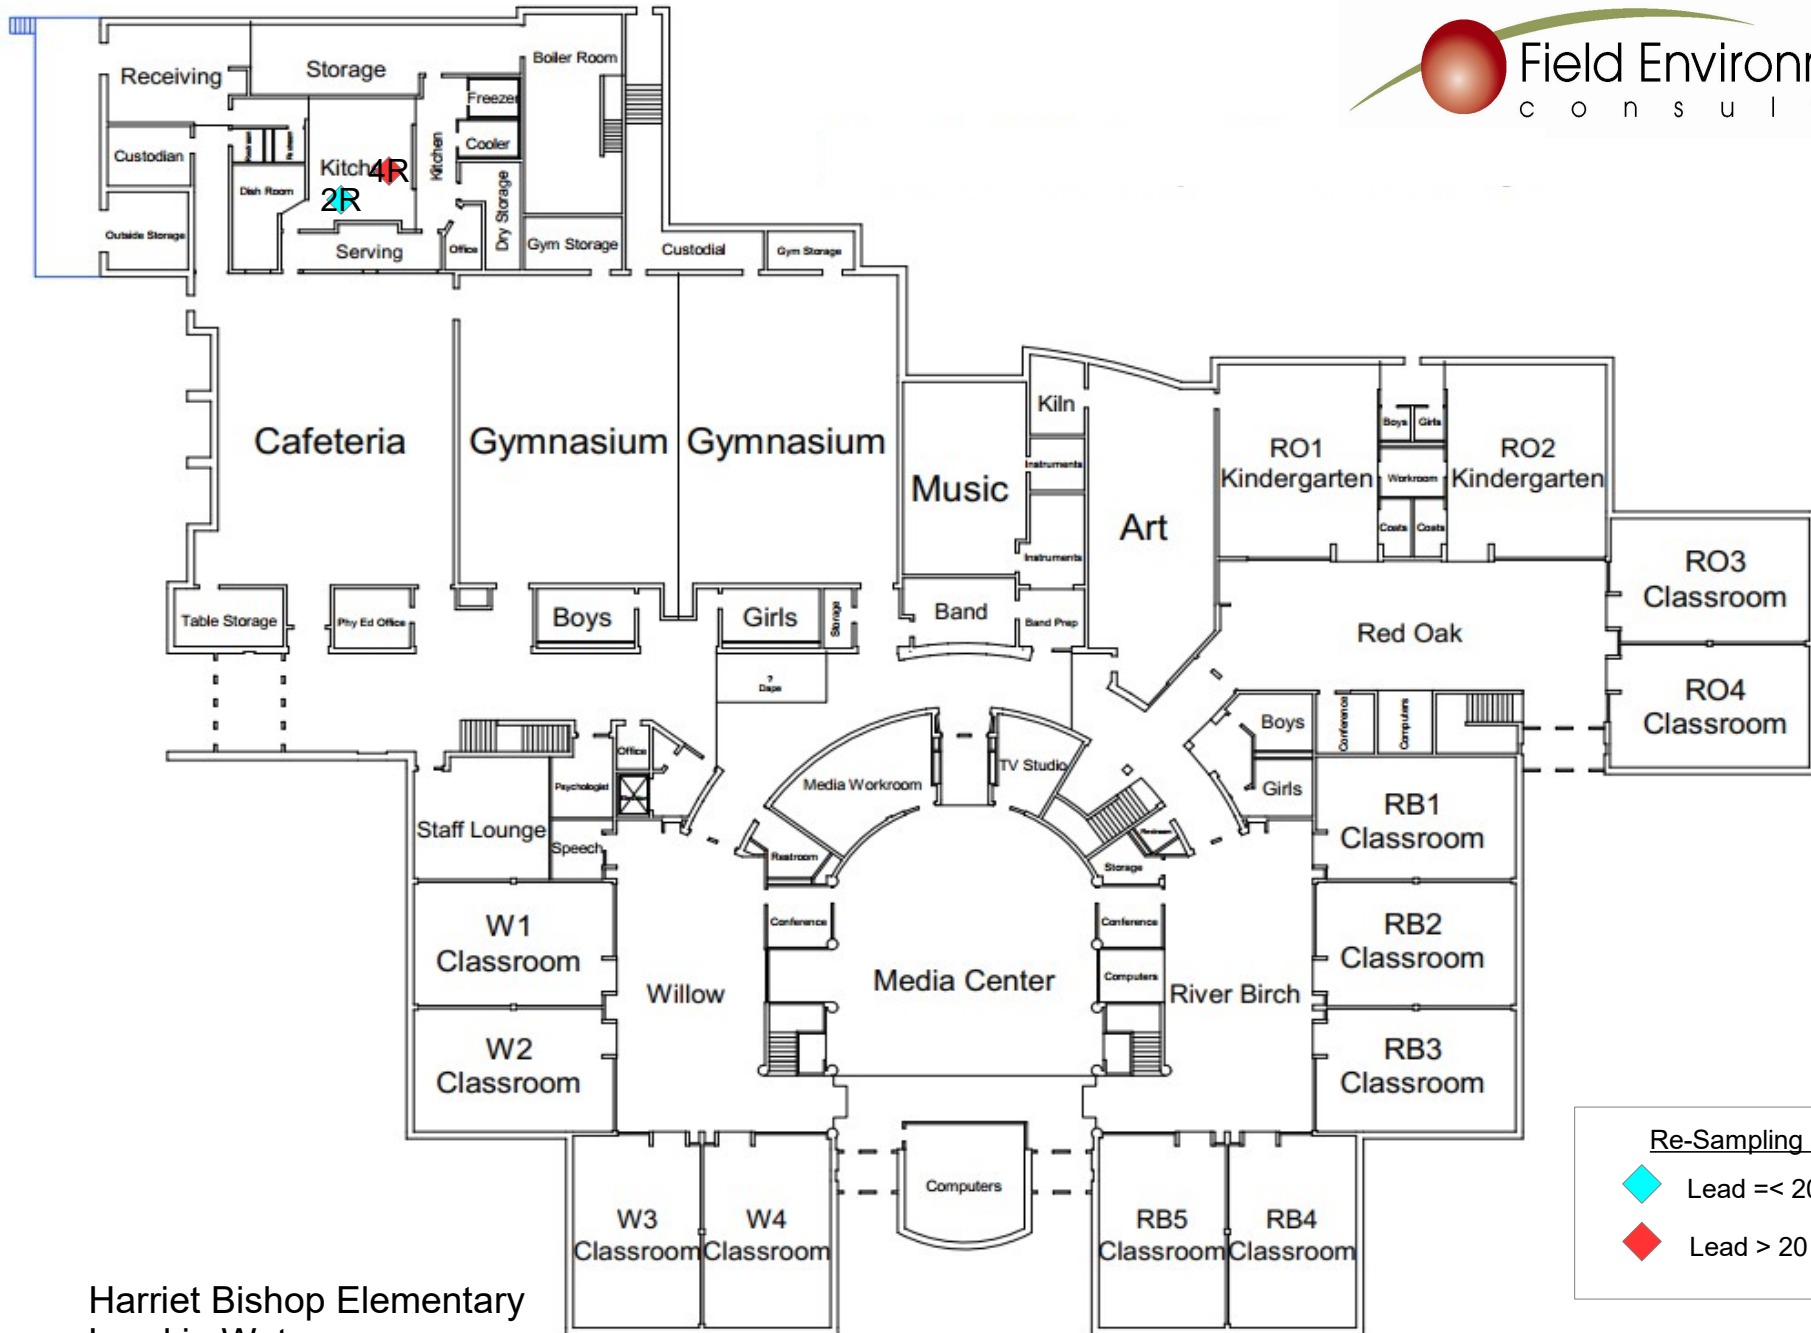 Field Environ
consul
Receiving
Storage
Boiler Room
Freezer
Cooler
Kitchen
Custodian
Kitch
4R
2R
Dish Room
Dry Storage
Outside Storage
Serving
Office
Gym Storage
Custodial
Gym Storage
Cafeteria
Gymnasium
Gymnasium
Music
Kiln
Instruments
Instruments
Art
RO1
Kindergarten
Boys
Girls
Workroom
Coats
Coats
RO2
Kindergarten
RO3
Classroom
Table Storage
Phy Ed Office
Boys
Girls
Storage
Band
Band Prep
Red Oak
RO4
Classroom
?
Dape
Office
Psychologist
Media Workroom
TV Studio
Boys
Girls
Conference
Computers
Staff Lounge
Speech
Restroom
Restroom
Storage
RB1
Classroom
W1
Classroom
Conference
Conference
RB2
Classroom
Willow
Media Center
Computers
River Birch
W2
Classroom
RB3
Classroom
Computers
W3
Classroom
W4
Classroom
RB5
Classroom
RB4
Classroom
Re-Sampling
Lead =< 20
Lead > 20
Harriet Bishop Elementary